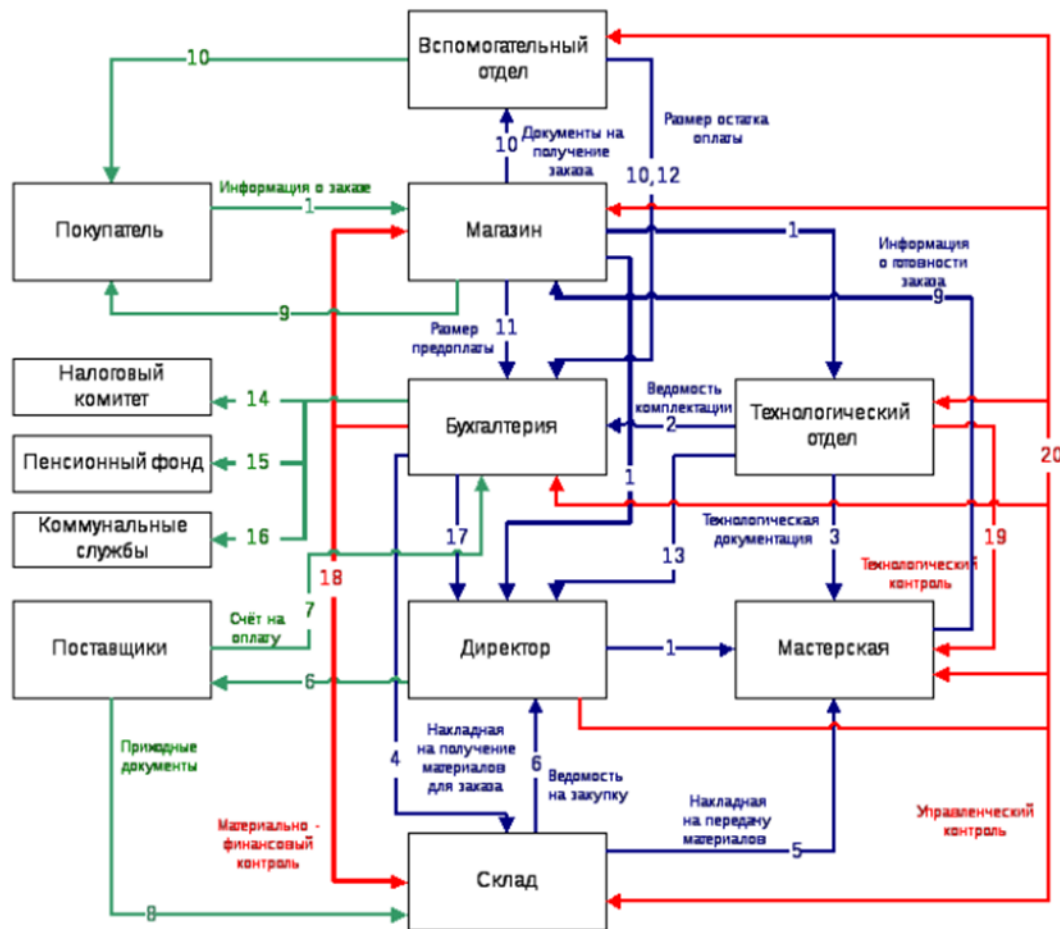 Вспомогательный
отдел
10
Размер остатка
оплаты
10
Документы на
получение
заказа
10,12
Информация о заказе
1
Покупатель
Магазин
1
Информация
о готовности
заказа
9
9
Размер
предоплаты
11
Налоговый
комитет
14
Бухгалтерия
Ведомость
комплектации
2
Технологический
отдел
Пенсионный фонд
15
1
20
Коммунальные
службы
16
17
Технологическая
документация
3
19
13
18
Технологический
контроль
7
Счёт на
оплату
Поставщики
Директор
1
Мастерская
6
Приходные
документы
4
Накладная
на получение
материалов
для заказа
6
Ведомость
на закупку
Накладная
на передачу
материалов
5
Управленческий
контроль
Материально -
финансовый
контроль
Склад
8